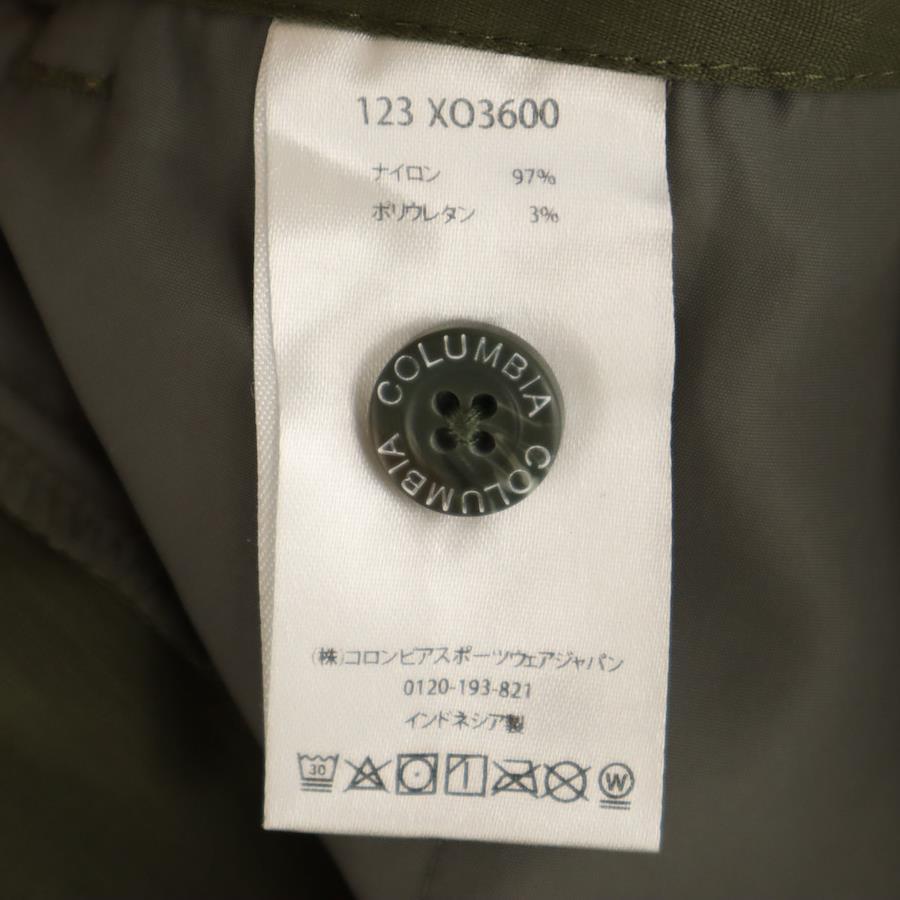 123 XO3600
ナイロン 97%
ポリウレタン 3%
COLUMBIA
COLUMBIA
(株)コロンビアスポーツウェアジャパン
0120-193-821
インドネシア製
30
W